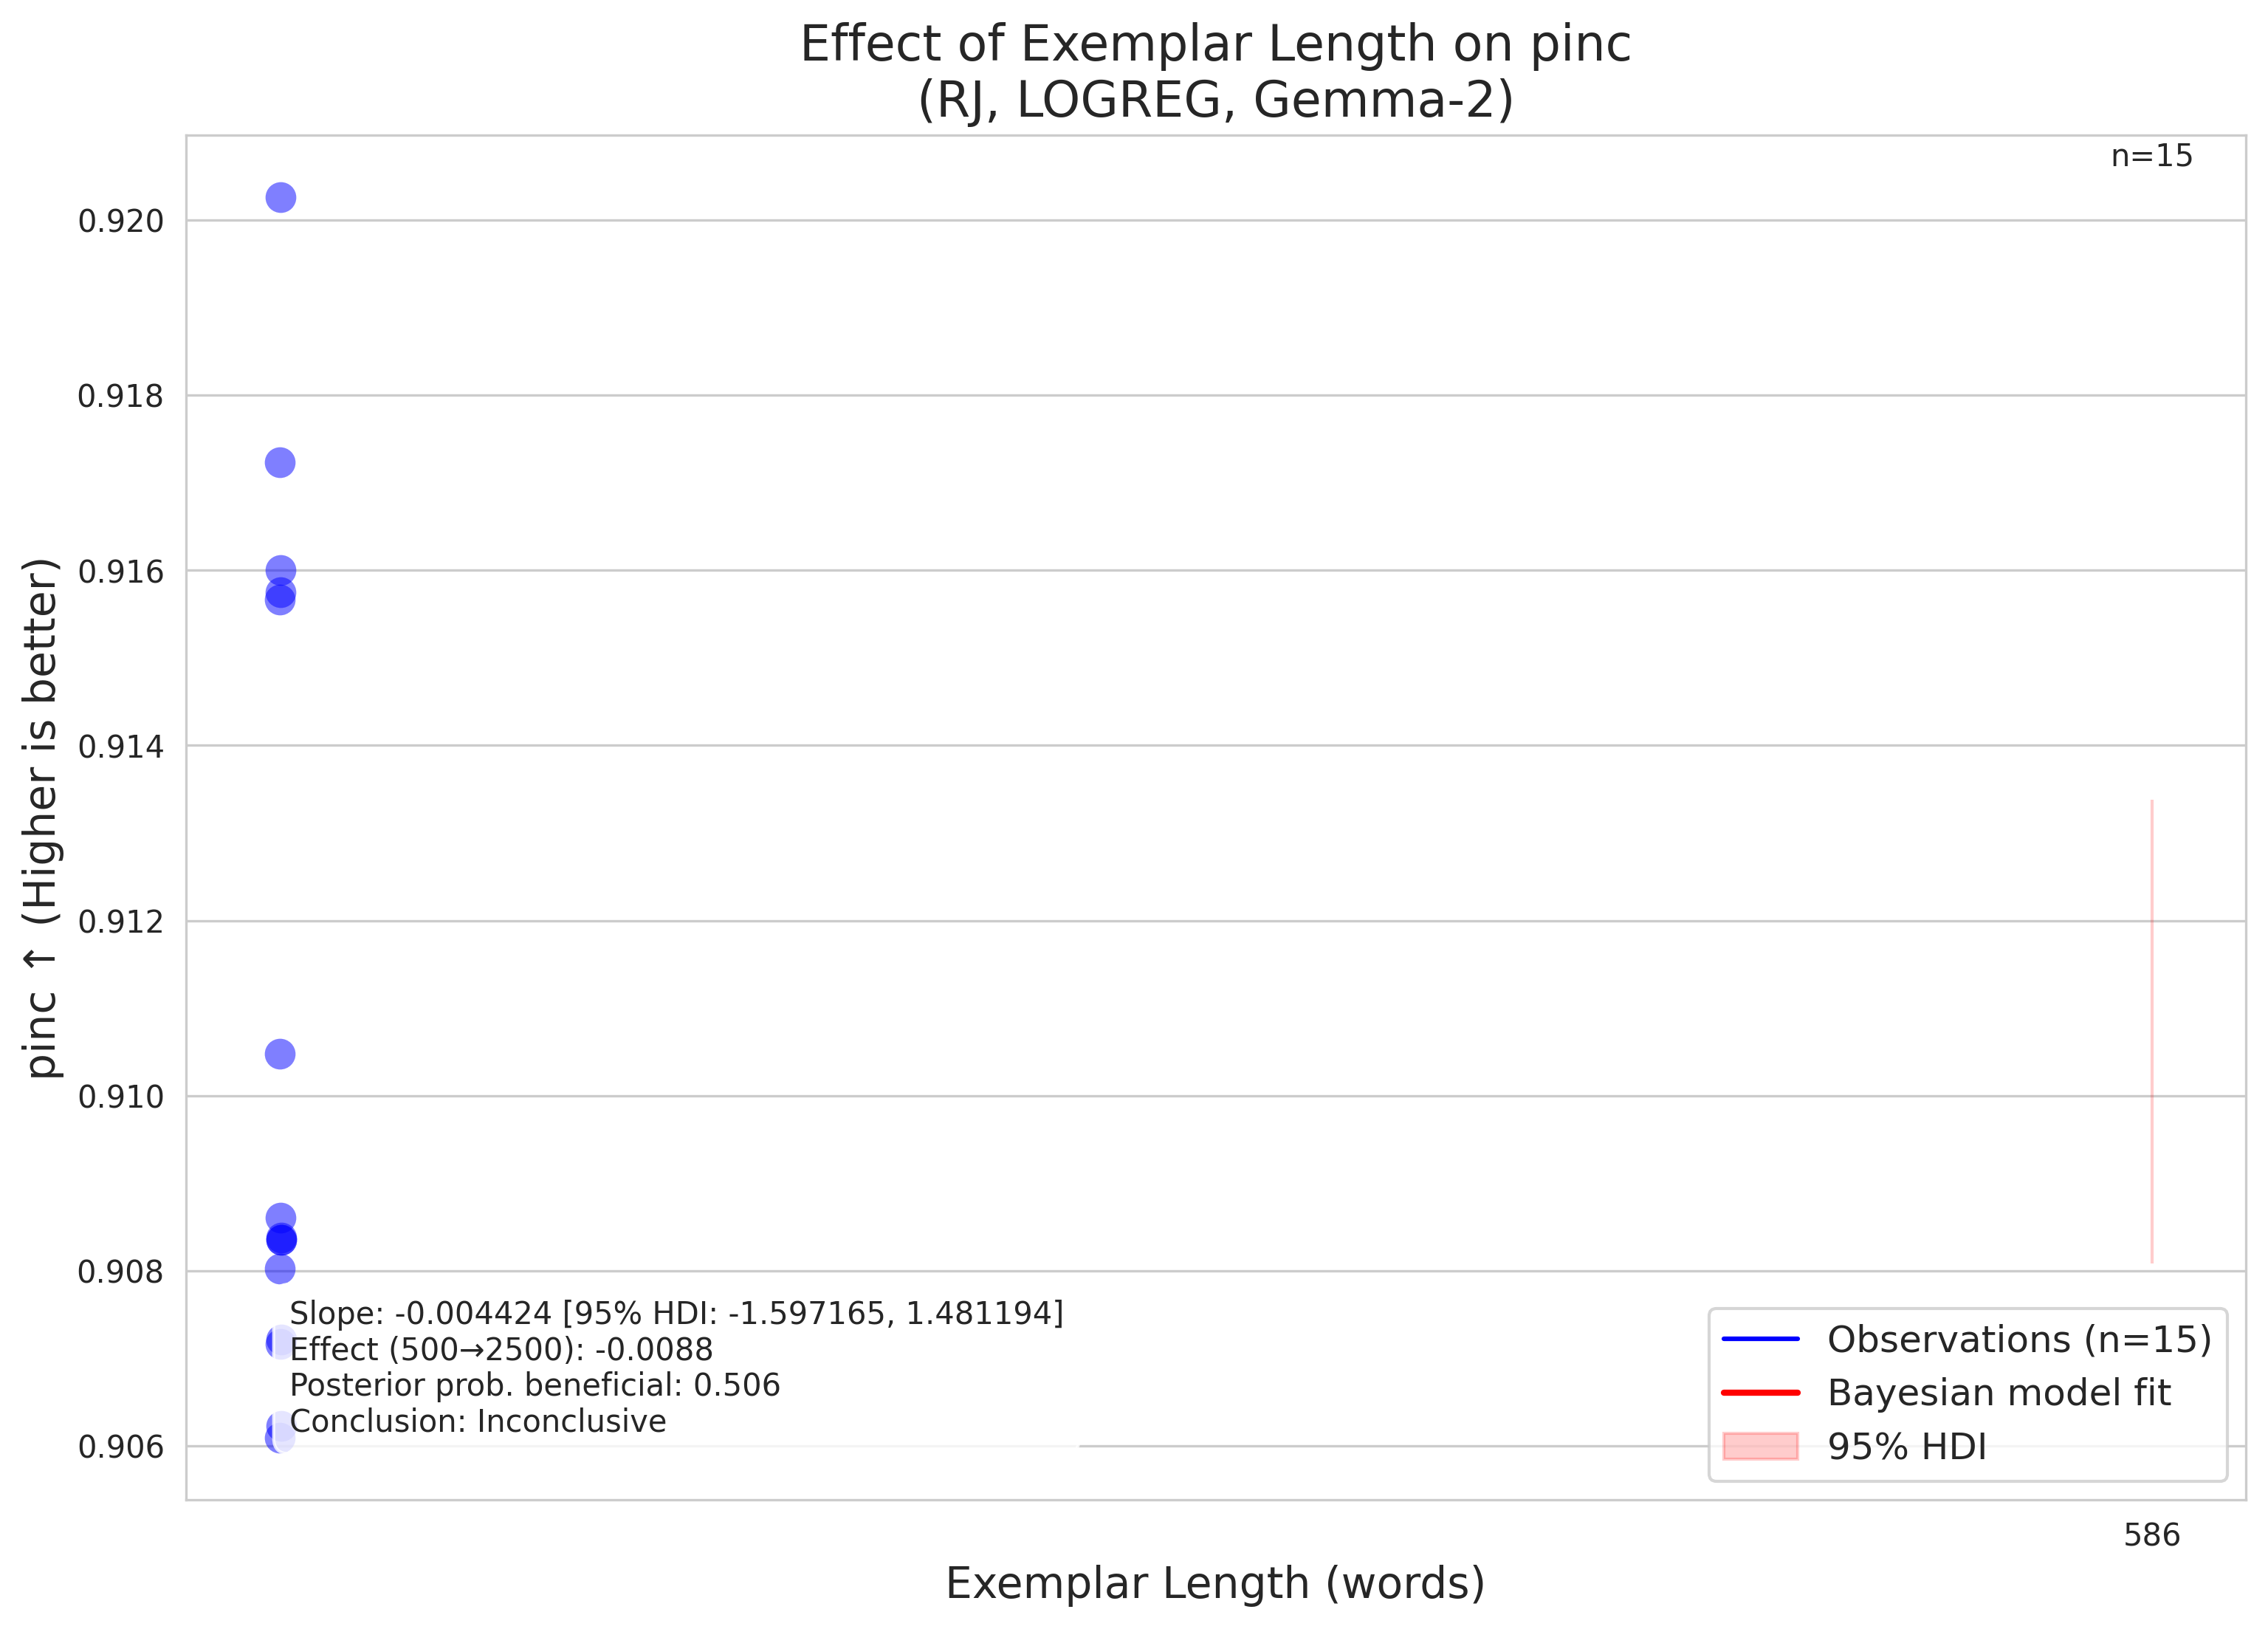 Effect of Exemplar Length on pinc
(RJ, LOGREG, Gemma-2)
n=15
pinc ↑ (Higher is better)
0.920
0.918
0.916
0.914
0.912
0.910
0.908
0.906
Slope: -0.004424 [95% HDI: -1.597165, 1.481194]
Effect (500→2500): -0.0088
Posterior prob. beneficial: 0.506
Conclusion: Inconclusive
Observations (n=15)
Bayesian model fit
95% HDI
586
Exemplar Length (words)